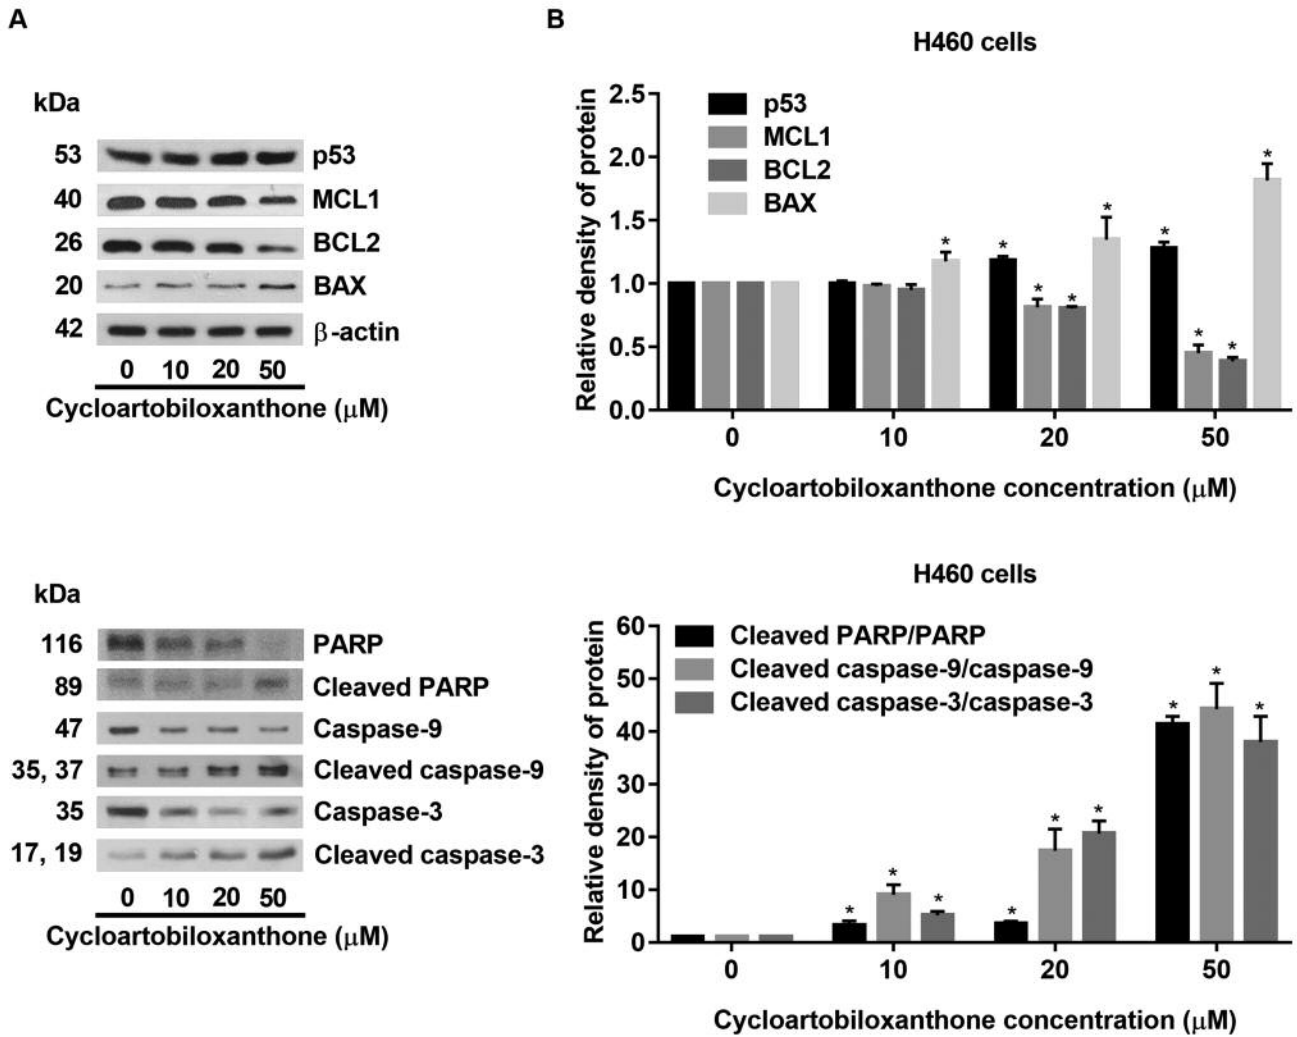 A
kDa
53 p53
40 MCL1
26 BCL2
20 BAX
42 β-actin
0 10 20 50
Cycloartobiloxanthone (μM)
B
H460 cells
Relative density of protein
2.5
2.0
1.5
1.0
0.5
0.0
p53
MCL1
BCL2
BAX
* * * * * * * * *
0 10 20 50
Cycloartobiloxanthone concentration (μM)
kDa
116 PARP
89 Cleaved PARP
47 Caspase-9
35, 37 Cleaved caspase-9
35 Caspase-3
17, 19 Cleaved caspase-3
0 10 20 50
Cycloartobiloxanthone (μM)
H460 cells
Relative density of protein
60
50
40
30
20
10
0
Cleaved PARP/PARP
Cleaved caspase-9/caspase-9
Cleaved caspase-3/caspase-3
* * * * * * * * *
0 10 20 50
Cycloartobiloxanthone concentration (μM)